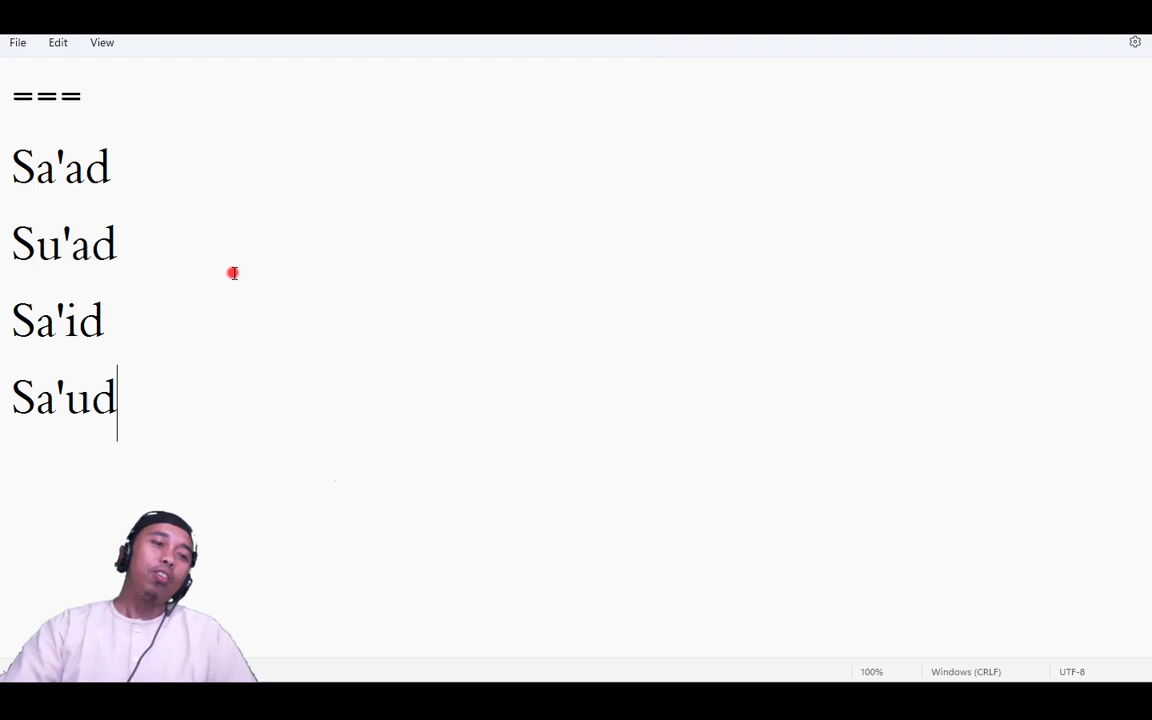 File Edit View
===
Sa'ad
Su'ad
Sa'id
Sa'ud
100% Windows (CRLF) UTF-8